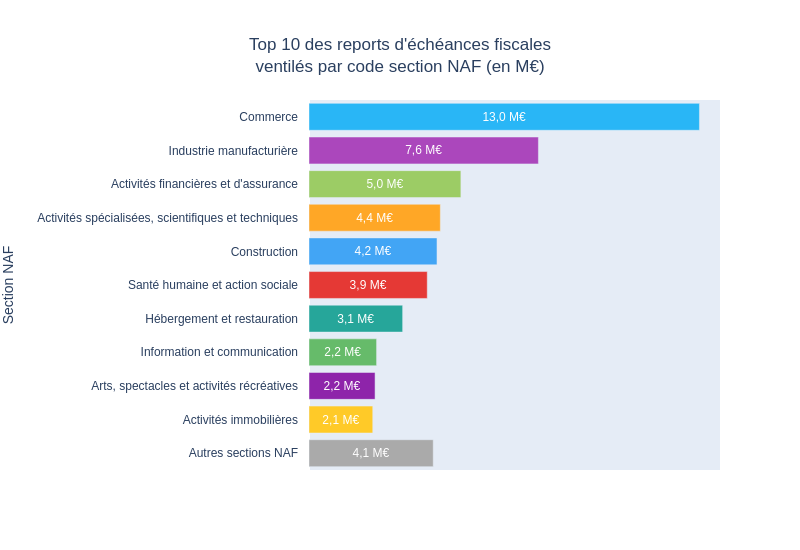 Top 10 des reports d'échéances fiscales
ventilés par code section NAF (en M€)
Section NAF
Commerce 13,0 M€
Industrie manufacturière 7,6 M€
Activités financières et d'assurance 5,0 M€
Activités spécialisées, scientifiques et techniques 4,4 M€
Construction 4,2 M€
Santé humaine et action sociale 3,9 M€
Hébergement et restauration 3,1 M€
Information et communication 2,2 M€
Arts, spectacles et activités récréatives 2,2 M€
Activités immobilières 2,1 M€
Autres sections NAF 4,1 M€